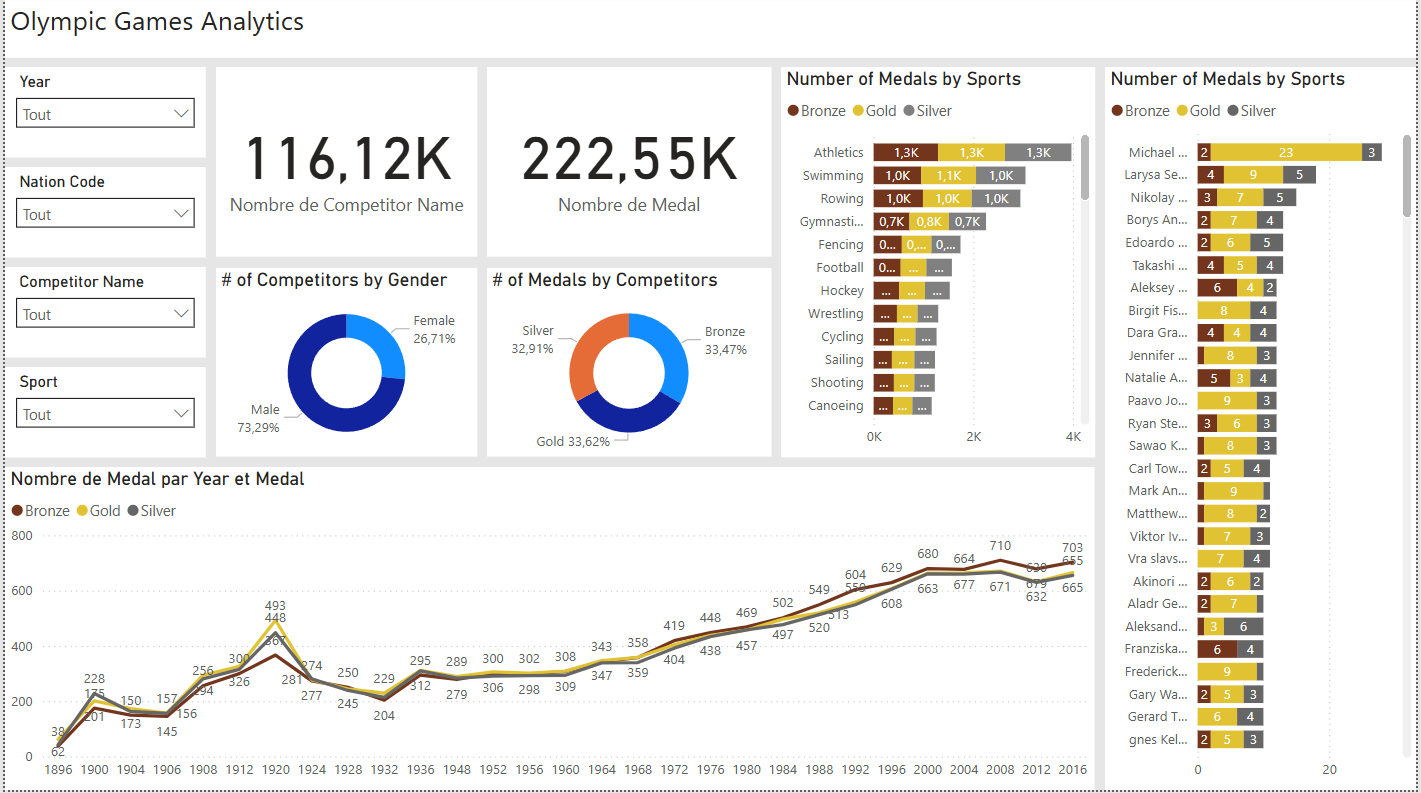 Olympic Games Analytics
Year
Tout
Nation Code
Tout
Competitor Name
Tout
Sport
Tout
116,12K
Nombre de Competitor Name
222,55K
Nombre de Medal
# of Competitors by Gender
Female
26,71%
Male
73,29%
# of Medals by Competitors
Silver
32,91%
Bronze
33,47%
Gold 33,62%
Number of Medals by Sports
Bronze Gold Silver
Athletics 1,3K 1,3K 1,3K
Swimming 1,0K 1,1K 1,0K
Rowing 1,0K 1,0K 1,0K
Gymnasti... 0,7K 0,8K 0,7K
Fencing 0... 0,... 0,...
Football 0... ... ...
Hockey ... ... ...
Wrestling ... ... ...
Cycling ... ... ...
Sailing ... ... ...
Shooting ... ... ...
Canoeing ... ... ...
0K 2K 4K
Number of Medals by Sports
Bronze Gold Silver
Michael ... 2 23 3
Larysa Se... 4 9 5
Nikolay ... 3 7 5
Borys An... 2 7 4
Edoardo ... 2 6 5
Takashi ... 4 5 4
Aleksey ... 6 4 2
Birgit Fis... 8 4
Dara Gra... 4 4 4
Jennifer ... 8 3
Natalie A... 5 3 4
Paavo Jo... 9 3
Ryan Ste... 3 6 3
Sawao K... 8 3
Carl Tow... 2 5 4
Mark An... 9
Matthew... 8 2
Viktor Iv... 7 3
Vra slavs... 7 4
Akinori ... 2 6 2
Aladr Ge... 2 7
Aleksand... 3 6
Franziska... 6 4
Frederick... 9
Gary Wa... 2 5 3
Gerard T... 6 4
gnes Kel... 2 5 3
0 20
Nombre de Medal par Year et Medal
Bronze Gold Silver
800
600
400
200
0
38 228 175 150 157 256 300 493 448 367 274 250 229 295 289 300 302 308 343 358 419 448 469 502 549 604 559 629 680 664 710 630 703 655
62 201 173 145 156 294 326 281 277 245 204 312 279 306 298 309 347 359 404 438 457 497 520 513 608 663 677 671 679 632 665
1896 1900 1904 1906 1908 1912 1920 1924 1928 1932 1936 1948 1952 1956 1960 1964 1968 1972 1976 1980 1984 1988 1992 1996 2000 2004 2008 2012 2016